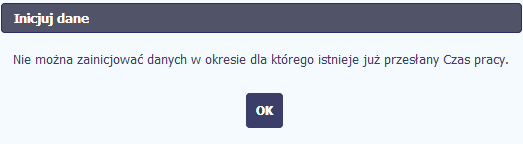 Inicjuj dane
Nie można zainicjować danych w okresie dla którego istnieje już przesłany Czas pracy.
OK